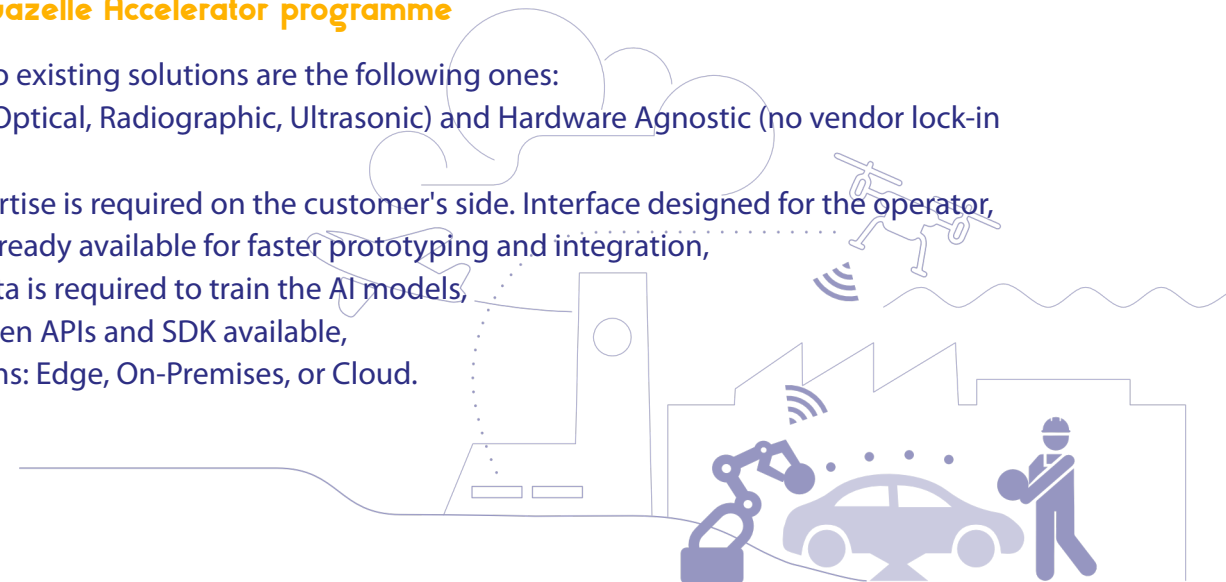 uazelle Accelerator programme
o existing solutions are the following ones:
Optical, Radiographic, Ultrasonic) and Hardware Agnostic (no vendor lock-in
rtise is required on the customer's side. Interface designed for the operator,
ready available for faster prototyping and integration,
ta is required to train the AI models,
en APIs and SDK available,
ns: Edge, On-Premises, or Cloud.